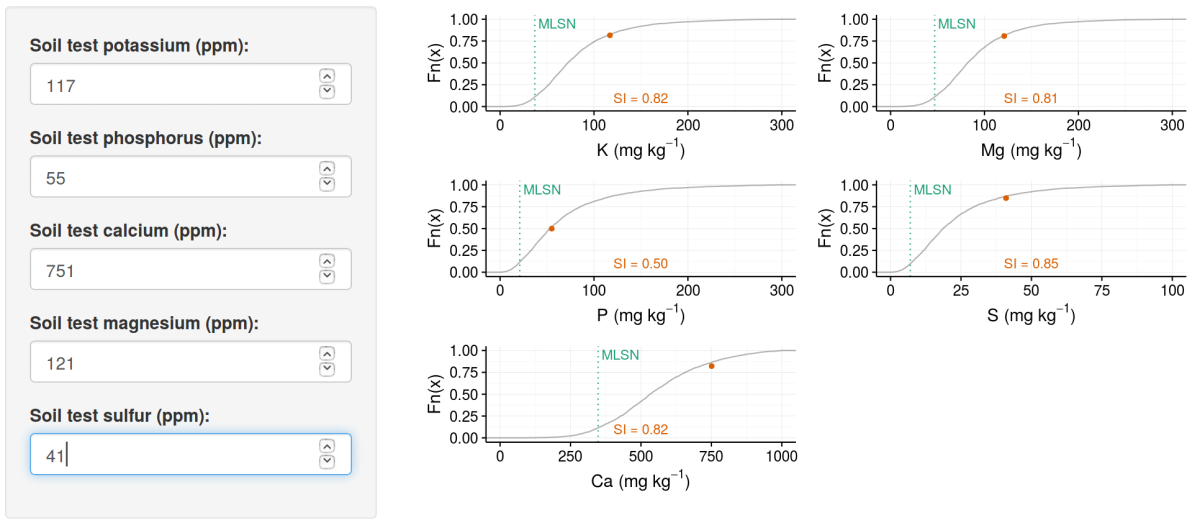 Soil test potassium (ppm):
117
Soil test phosphorus (ppm):
55
Soil test calcium (ppm):
751
Soil test magnesium (ppm):
121
Soil test sulfur (ppm):
41
1.00
0.75
0.50
0.25
0.00
Fn(x)
MLSN
SI = 0.82
0 100 200 300
K (mg kg⁻¹)
1.00
0.75
0.50
0.25
0.00
Fn(x)
MLSN
SI = 0.81
0 100 200 300
Mg (mg kg⁻¹)
1.00
0.75
0.50
0.25
0.00
Fn(x)
MLSN
SI = 0.50
0 100 200 300
P (mg kg⁻¹)
1.00
0.75
0.50
0.25
0.00
Fn(x)
MLSN
SI = 0.85
0 25 50 75 100
S (mg kg⁻¹)
1.00
0.75
0.50
0.25
0.00
Fn(x)
MLSN
SI = 0.82
0 250 500 750 1000
Ca (mg kg⁻¹)